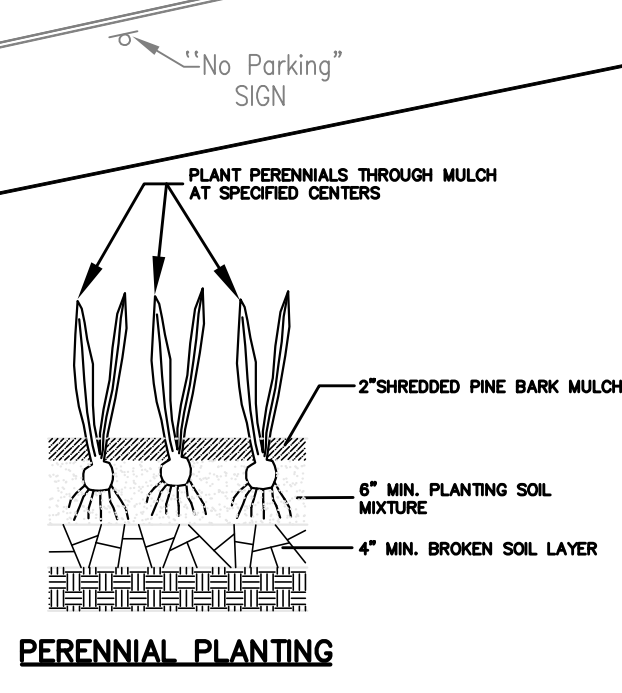 "No Parking"
SIGN
PLANT PERENNIALS THROUGH MULCH
AT SPECIFIED CENTERS
2"SHREDDED PINE BARK MULCH
6" MIN. PLANTING SOIL
MIXTURE
4" MIN. BROKEN SOIL LAYER
PERENNIAL PLANTING